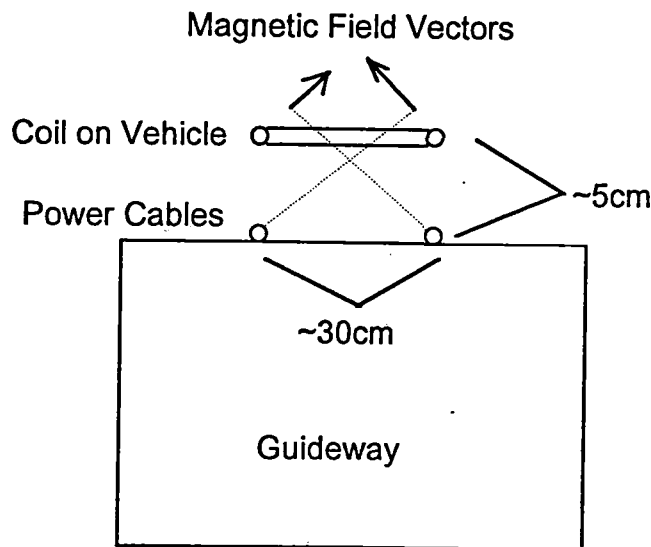 Magnetic Field Vectors
Coil on Vehicle
~5cm
Power Cables
~30cm
Guideway